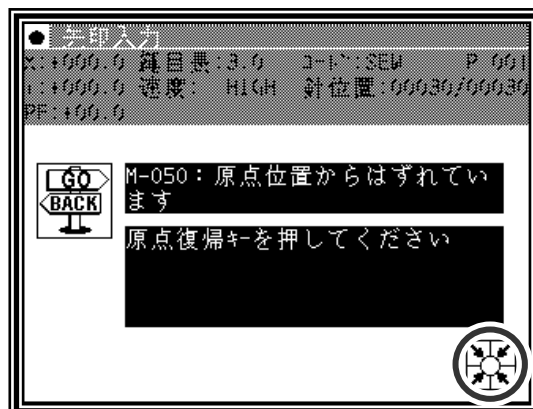 ● 矢印入力
X:+000.0 縫目長:3.0 コード:SEW P 001
Y:+000.0 速度: HIGH 針位置:00030/00030
PF:+00.0
GO
BACK
M-050：原点位置からはずれてい
ます
原点復帰キーを押してください